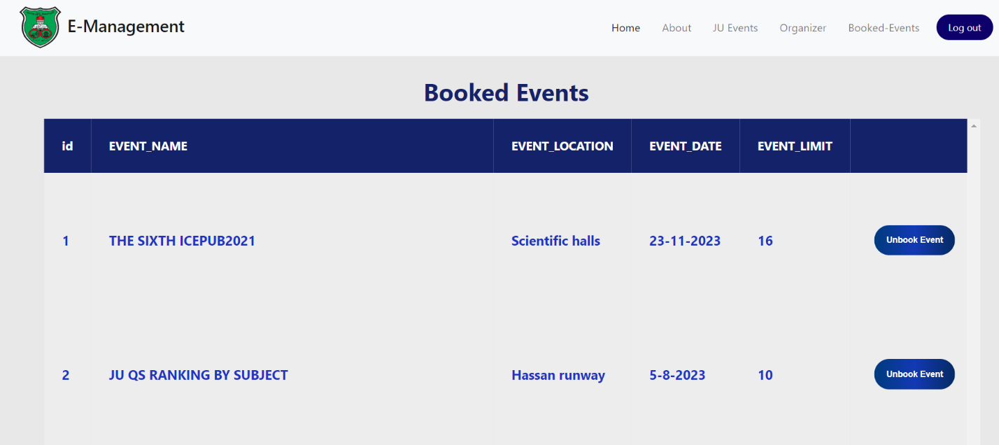 E-Management
Home About JU Events Organizer Booked-Events Log out
Booked Events
id EVENT_NAME EVENT_LOCATION EVENT_DATE EVENT_LIMIT
1 THE SIXTH ICEPUB2021 Scientific halls 23-11-2023 16 Unbook Event
2 JU QS RANKING BY SUBJECT Hassan runway 5-8-2023 10 Unbook Event